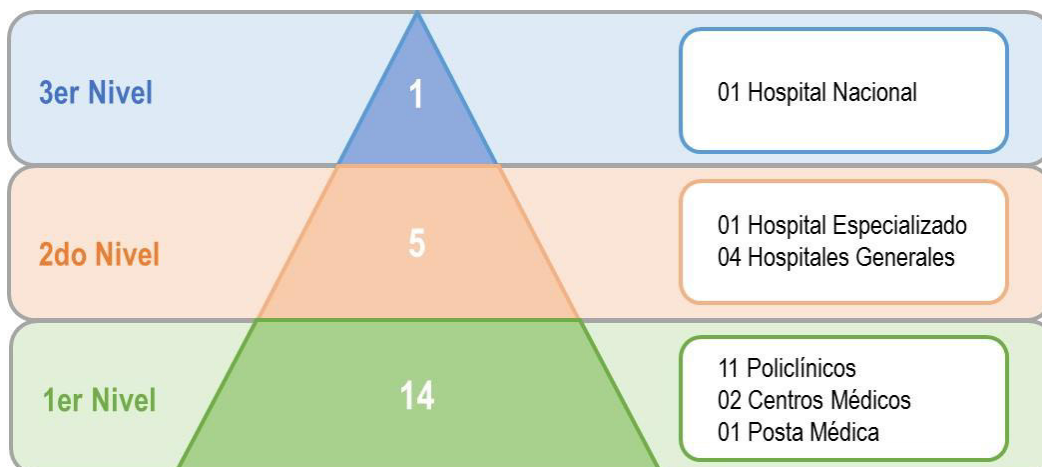 3er Nivel
1
01 Hospital Nacional
2do Nivel
5
01 Hospital Especializado
04 Hospitales Generales
1er Nivel
14
11 Policlínicos
02 Centros Médicos
01 Posta Médica